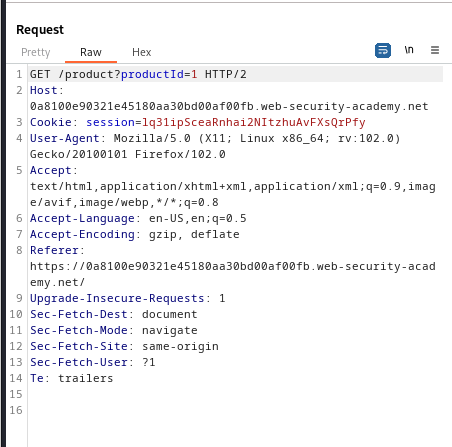 Request
Pretty Raw Hex \n
1 GET /product?productId=1 HTTP/2
2 Host:
0a8100e90321e45180aa30bd00af00fb.web-security-academy.net
3 Cookie: session=lq31ipSceaRnhai2NItzhuAvFXsQrPfy
4 User-Agent: Mozilla/5.0 (X11; Linux x86_64; rv:102.0)
Gecko/20100101 Firefox/102.0
5 Accept:
text/html,application/xhtml+xml,application/xml;q=0.9,imag
e/avif,image/webp,*/*;q=0.8
6 Accept-Language: en-US,en;q=0.5
7 Accept-Encoding: gzip, deflate
8 Referer:
https://0a8100e90321e45180aa30bd00af00fb.web-security-acad
emy.net/
9 Upgrade-Insecure-Requests: 1
10 Sec-Fetch-Dest: document
11 Sec-Fetch-Mode: navigate
12 Sec-Fetch-Site: same-origin
13 Sec-Fetch-User: ?1
14 Te: trailers
15
16